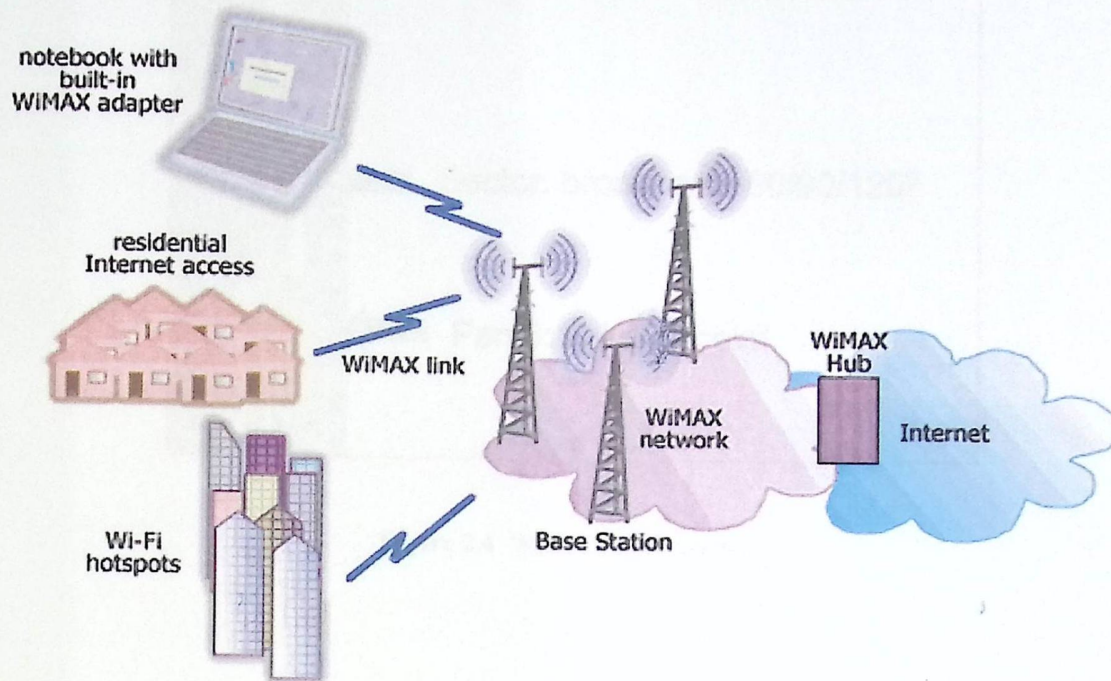 notebook with
built-in
WiMAX adapter
residential
Internet access
WiMAX link
Wi-Fi
hotspots
WiMAX
network
Base Station
WiMAX
Hub
Internet